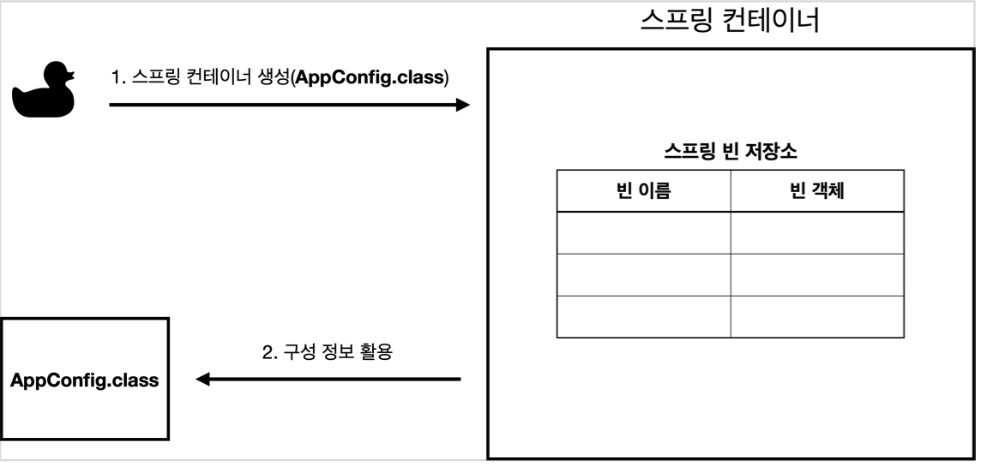 스프링 컨테이너
1. 스프링 컨테이너 생성(AppConfig.class)
스프링 빈 저장소
빈 이름 빈 객체
2. 구성 정보 활용
AppConfig.class